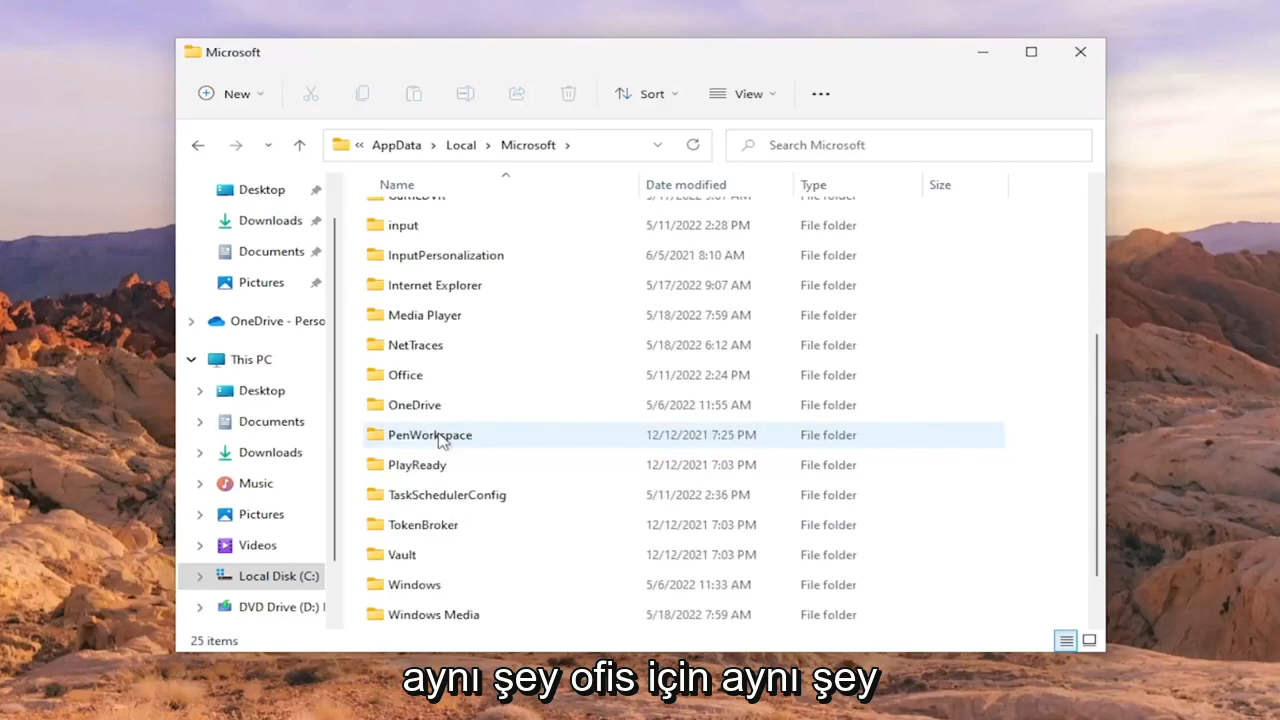 Microsoft
New
Sort
View
« AppData > Local > Microsoft >
Search Microsoft
Name Date modified Type Size
input 5/11/2022 2:28 PM File folder
InputPersonalization 6/5/2021 8:10 AM File folder
Internet Explorer 5/17/2022 9:07 AM File folder
Media Player 5/18/2022 7:59 AM File folder
NetTraces 5/18/2022 6:12 AM File folder
Office 5/11/2022 2:24 PM File folder
OneDrive 5/6/2022 11:55 AM File folder
PenWorkspace 12/12/2021 7:25 PM File folder
PlayReady 12/12/2021 7:03 PM File folder
TaskSchedulerConfig 5/11/2022 2:36 PM File folder
TokenBroker 12/12/2021 7:03 PM File folder
Vault 12/12/2021 7:03 PM File folder
Windows 5/6/2022 11:33 AM File folder
Windows Media 5/18/2022 7:59 AM File folder
Desktop
Downloads
Documents
Pictures
OneDrive - Perso
This PC
Desktop
Documents
Downloads
Music
Pictures
Videos
Local Disk (C:)
DVD Drive (D:)
25 items
aynı şey ofis için aynı şey